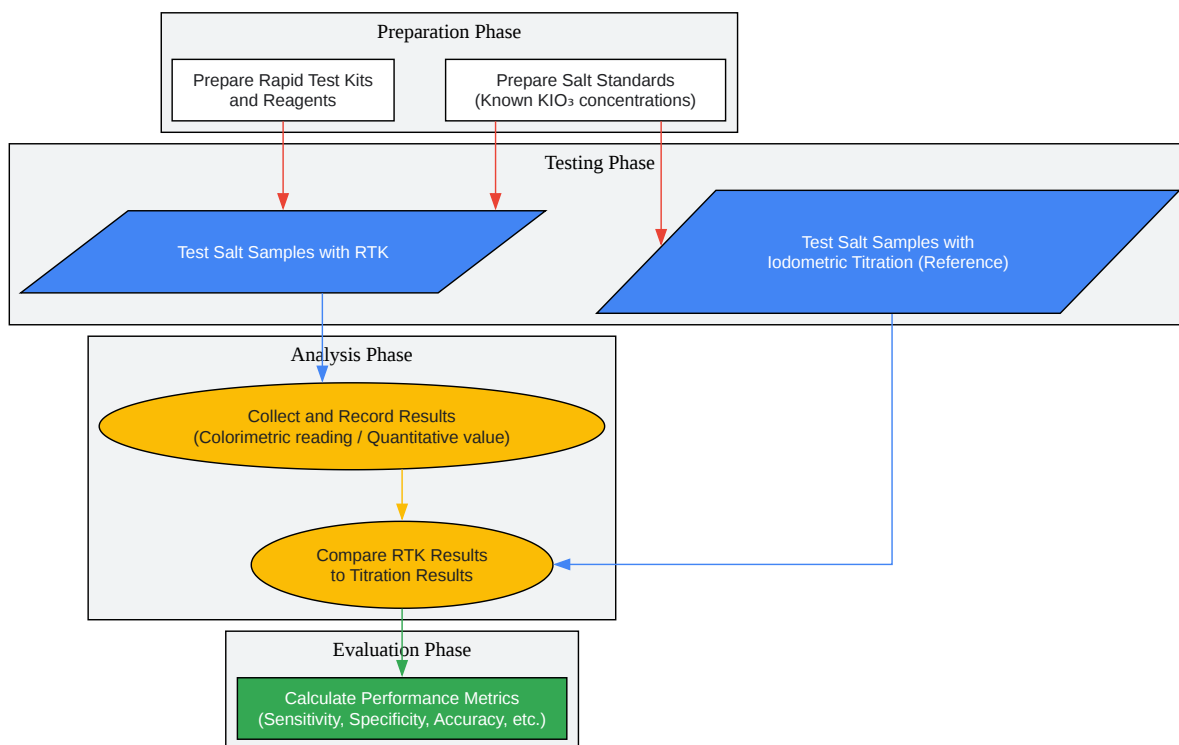 Preparation Phase
Prepare Rapid Test Kits
and Reagents
Prepare Salt Standards
(Known KIO₃ concentrations)
Testing Phase
Test Salt Samples with RTK
Test Salt Samples with
Iodometric Titration (Reference)
Analysis Phase
Collect and Record Results
(Colorimetric reading / Quantitative value)
Compare RTK Results
to Titration Results
Evaluation Phase
Calculate Performance Metrics
(Sensitivity, Specificity, Accuracy, etc.)